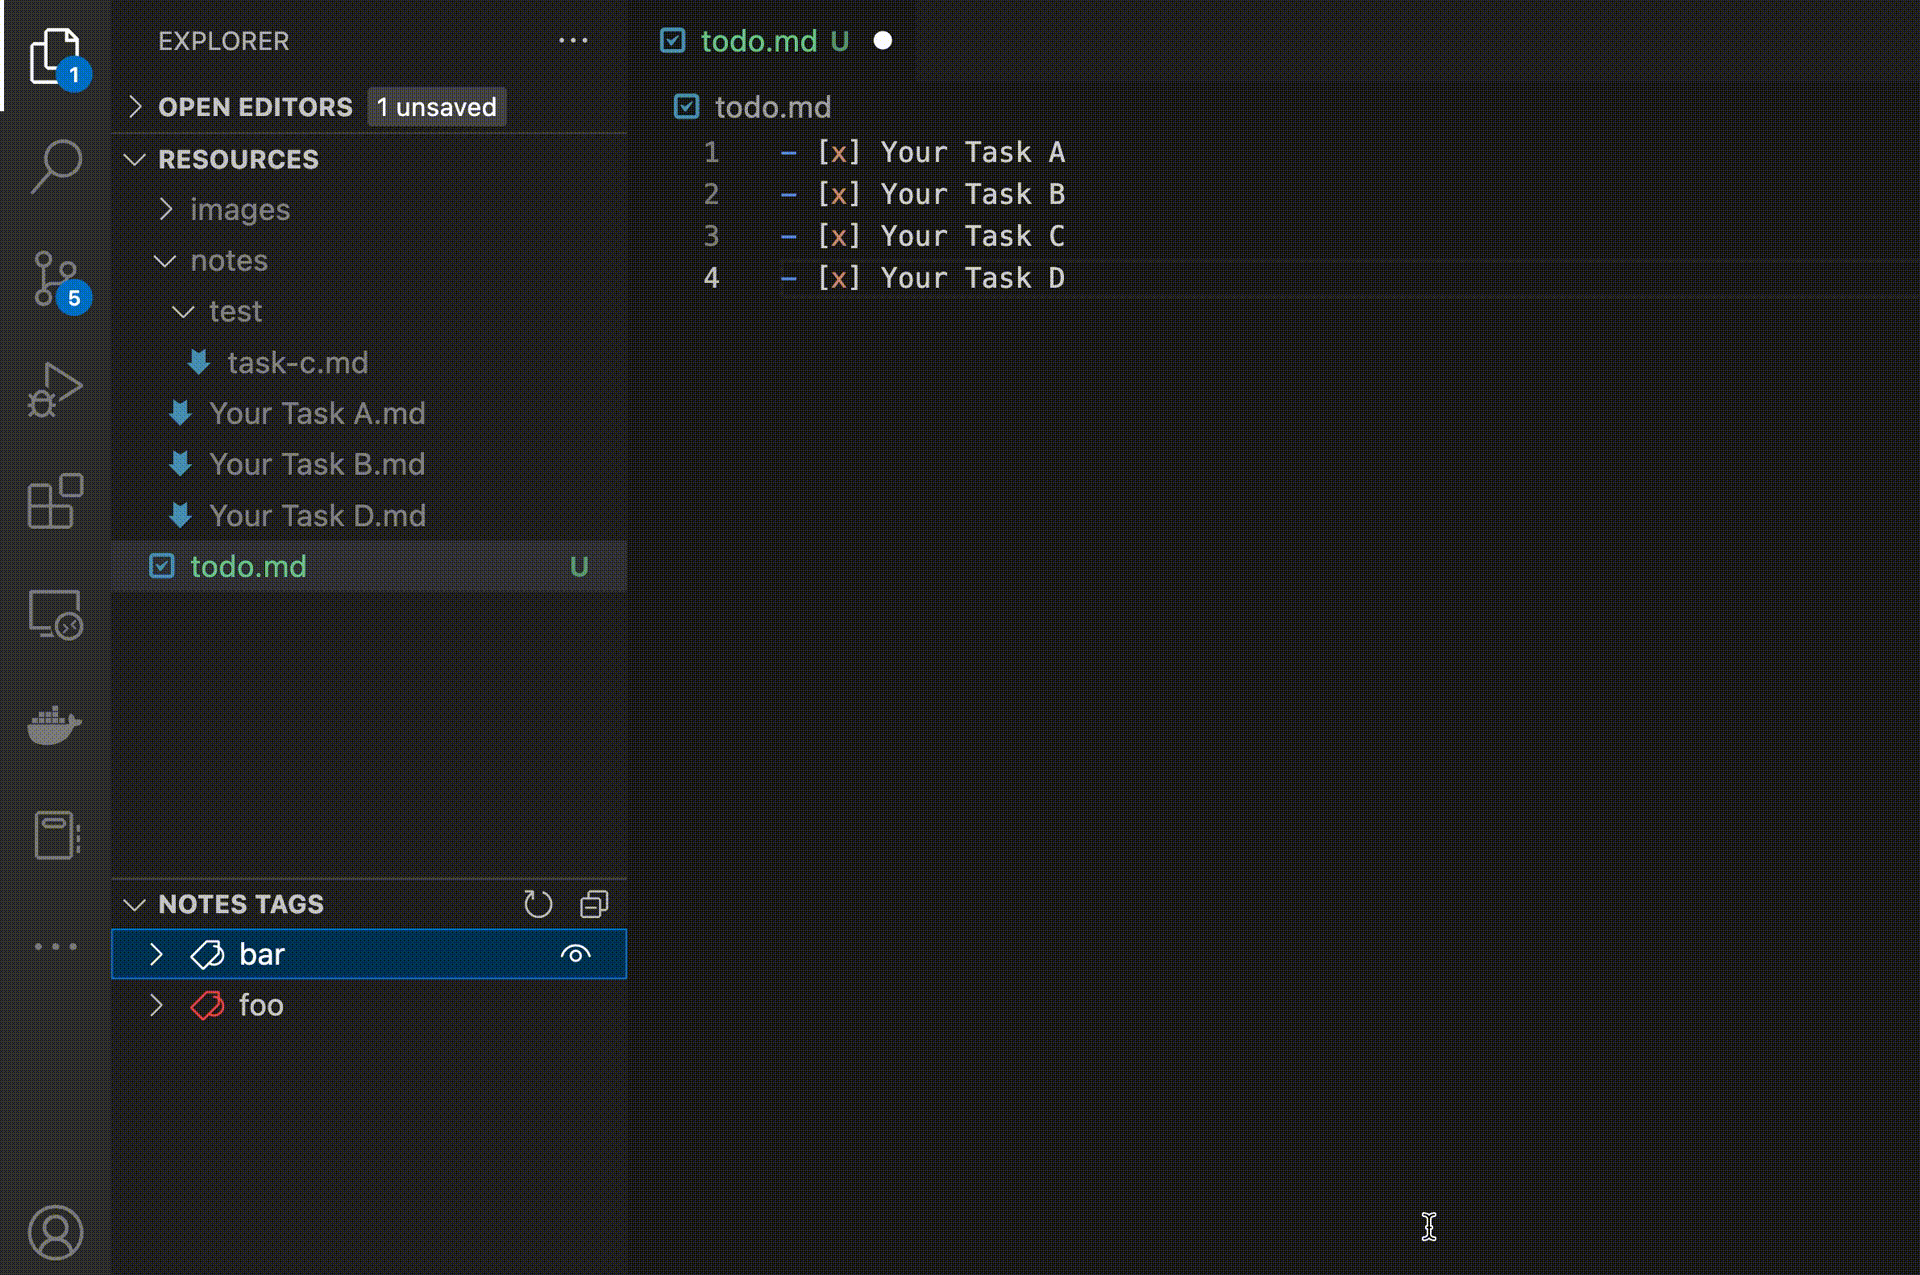 1
5
EXPLORER ...
OPEN EDITORS 1 unsaved
RESOURCES
images
notes
test
task-c.md
Your Task A.md
Your Task B.md
Your Task D.md
todo.md U
NOTES TAGS
bar
foo
todo.md U
todo.md
1 - [x] Your Task A
2 - [x] Your Task B
3 - [x] Your Task C
4 - [x] Your Task D